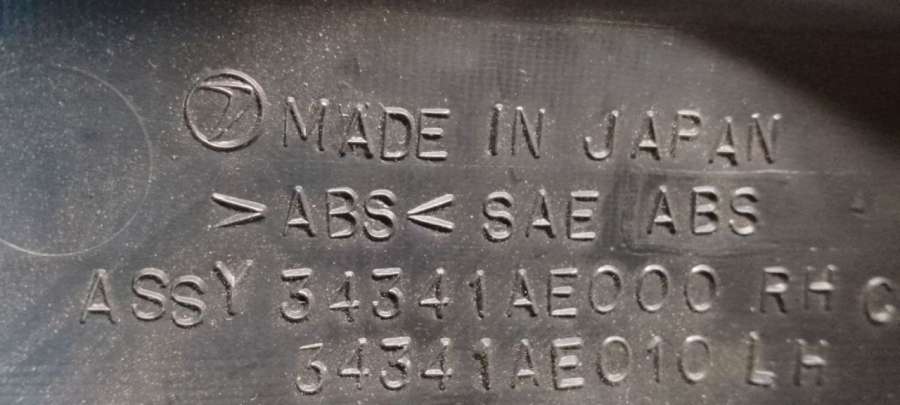 MADE IN JAPAN
>ABS< SAE ABS
ASSY 34341AE000 RH C
34341AE010 LH